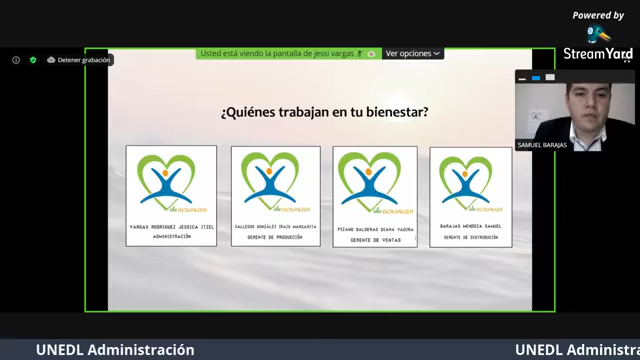 Powered by
StreamYard
Usted está viendo la pantalla de jessi vargas
Ver opciones
Detener grabación
¿Quiénes trabajan en tu bienestar?
SAMUEL BARAJAS
VARGAS RODRIGUEZ JESSICA ITZEL
ADMINISTRACIÓN
GALLEGOS GONZÁLEZ IRAIS MARGARITA
GERENTE DE PRODUCCIÓN
PIZANO BALDERAS DIANA YADIRA
GERENTE DE VENTAS
BARAJAS MENDOZA SAMUEL
GERENTE DE DISTRIBUCIÓN
UNEDL Administración
UNEDL Administra